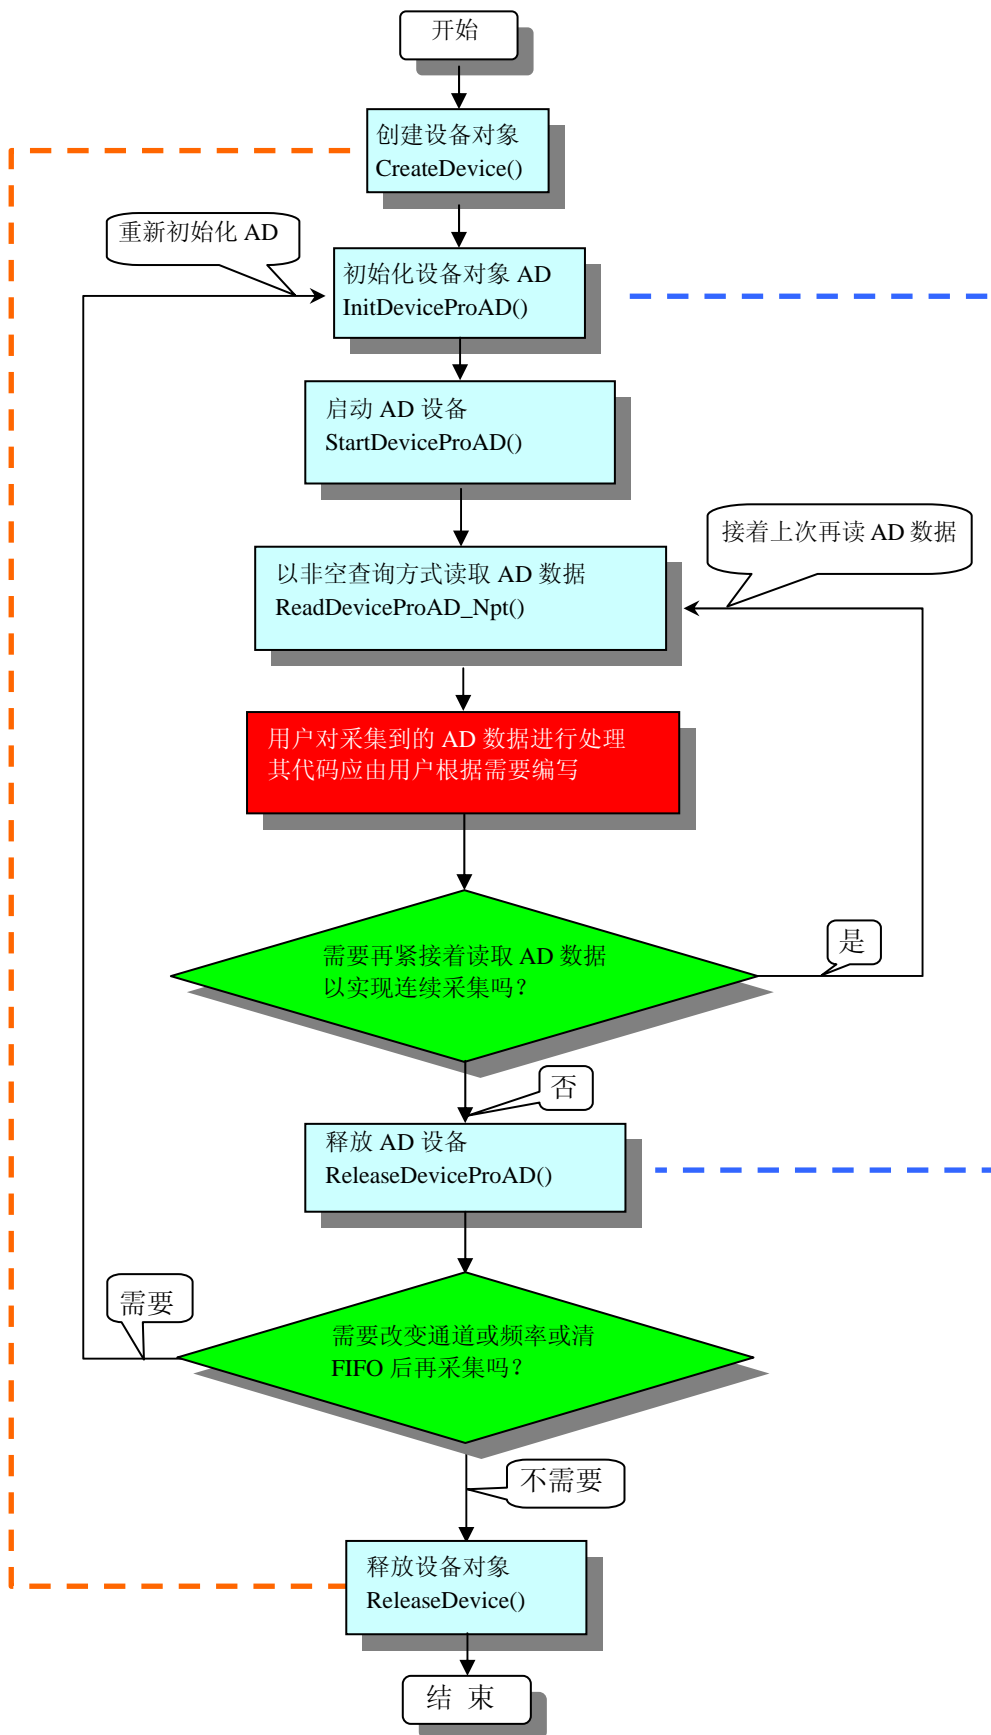 开始
创建设备对象
CreateDevice()
重新初始化 AD
初始化设备对象 AD
InitDeviceProAD()
启动 AD 设备
StartDeviceProAD()
接着上次再读 AD 数据
以非空查询方式读取 AD 数据
ReadDeviceProAD_Npt()
用户对采集到的 AD 数据进行处理
其代码应由用户根据需要编写
需要再紧接着读取 AD 数据
以实现连续采集吗？
是
否
释放 AD 设备
ReleaseDeviceProAD()
需要
需要改变通道或频率或清
FIFO 后再采集吗？
不需要
释放设备对象
ReleaseDevice()
结 束